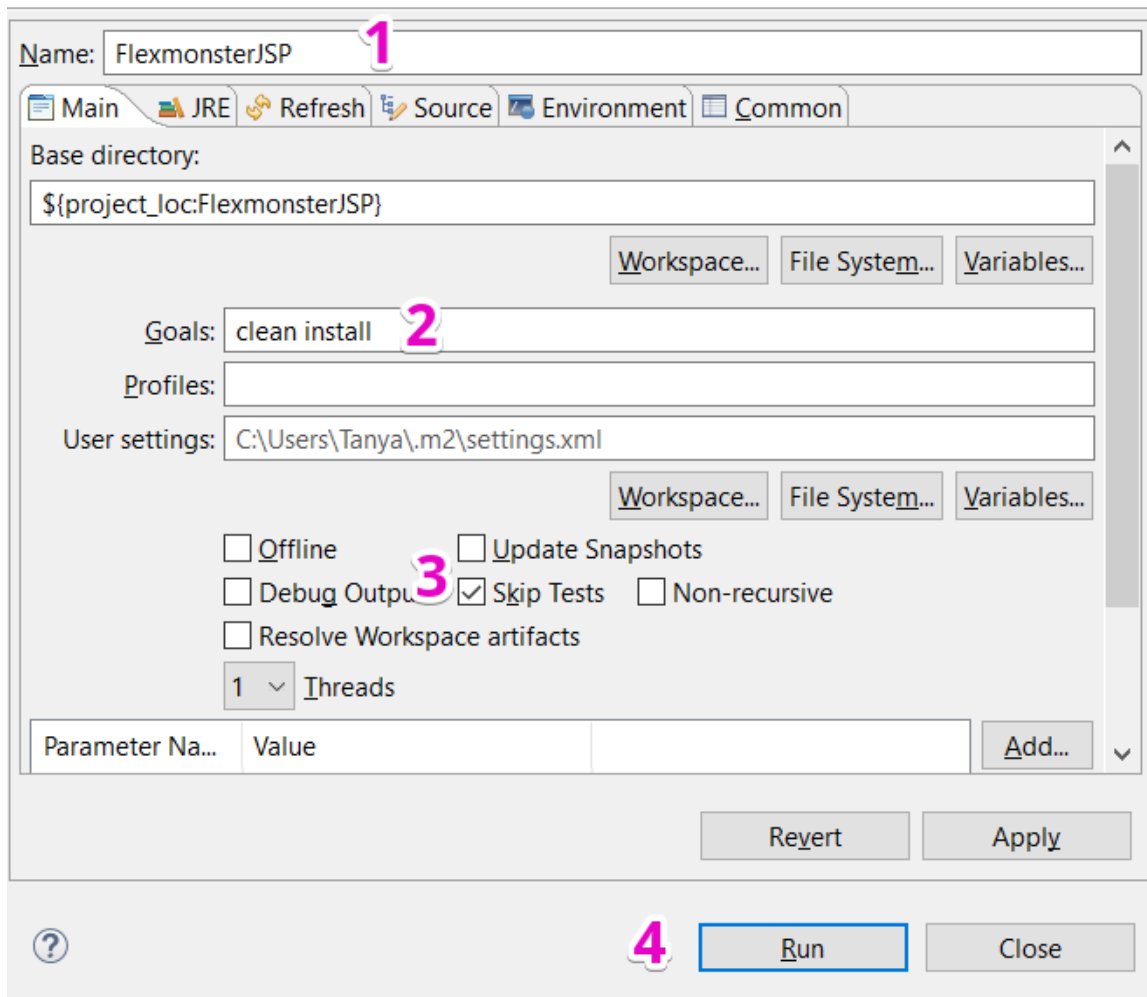 Name: FlexmonsterJSP 1
Main JRE Refresh Source Environment Common
Base directory:
${project_loc:FlexmonsterJSP}
Workspace... File System... Variables...
Goals: clean install 2
Profiles:
User settings: C:\Users\Tanya\.m2\settings.xml
Workspace... File System... Variables...
Offline Update Snapshots
Debug Outpu 3 Skip Tests Non-recursive
Resolve Workspace artifacts
1 Threads
Parameter Na... Value Add...
Revert Apply
? 4 Run Close